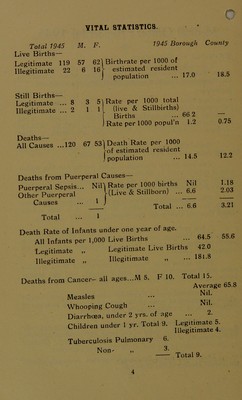 VITAL STATISTICS.
Total 1945 M. F. 1945 Borough County
Live Births—
Legitimate 119 57 62 Birthrate per 1000 of
Illegitimate 22 6 16 estimated resident
population ... 17.0 18.5
Still Births—
Legitimate ... 8 3 5 Rate per 1000 total
Illegitimate ... 2 1 1 (live & Stillbirths)
Births ... 66.2 —
Rate per 1000 popul'n 1.2 0.75
Deaths—
All Causes ...120 67 53 Death Rate per 1000
of estimated resident
population ... 14.5 12.2
Deaths from Puerperal Causes—
Puerperal Sepsis... Nil Rate per 1000 births Nil 1.18
Other Puerperal (Live & Stillborn) ... 6.6 2.03
Causes ... 1
Total ... 6.6 3.21
Total ... 1
Death Rate of Infants under one year of age.
All Infants per 1,000 Live Births ... 64.5 55.6
Legitimate „ Legitimate Live Births 42.0
Illegitimate „ Illegitimate „ ... 181.8
Deaths from Cancer— all ages...M 5. F 10. Total 15.
Average 65.8
Measles ... Nil.
Whooping Cough ... Nil.
Diarrhœa, under 2 yrs. of age ... 2.
Children under 1 yr. Total 9. Legitimate 5.
Illegitimate 4.
Tuberculosis Pulmonary 6.
Non- „ 3.
Total 9.
4